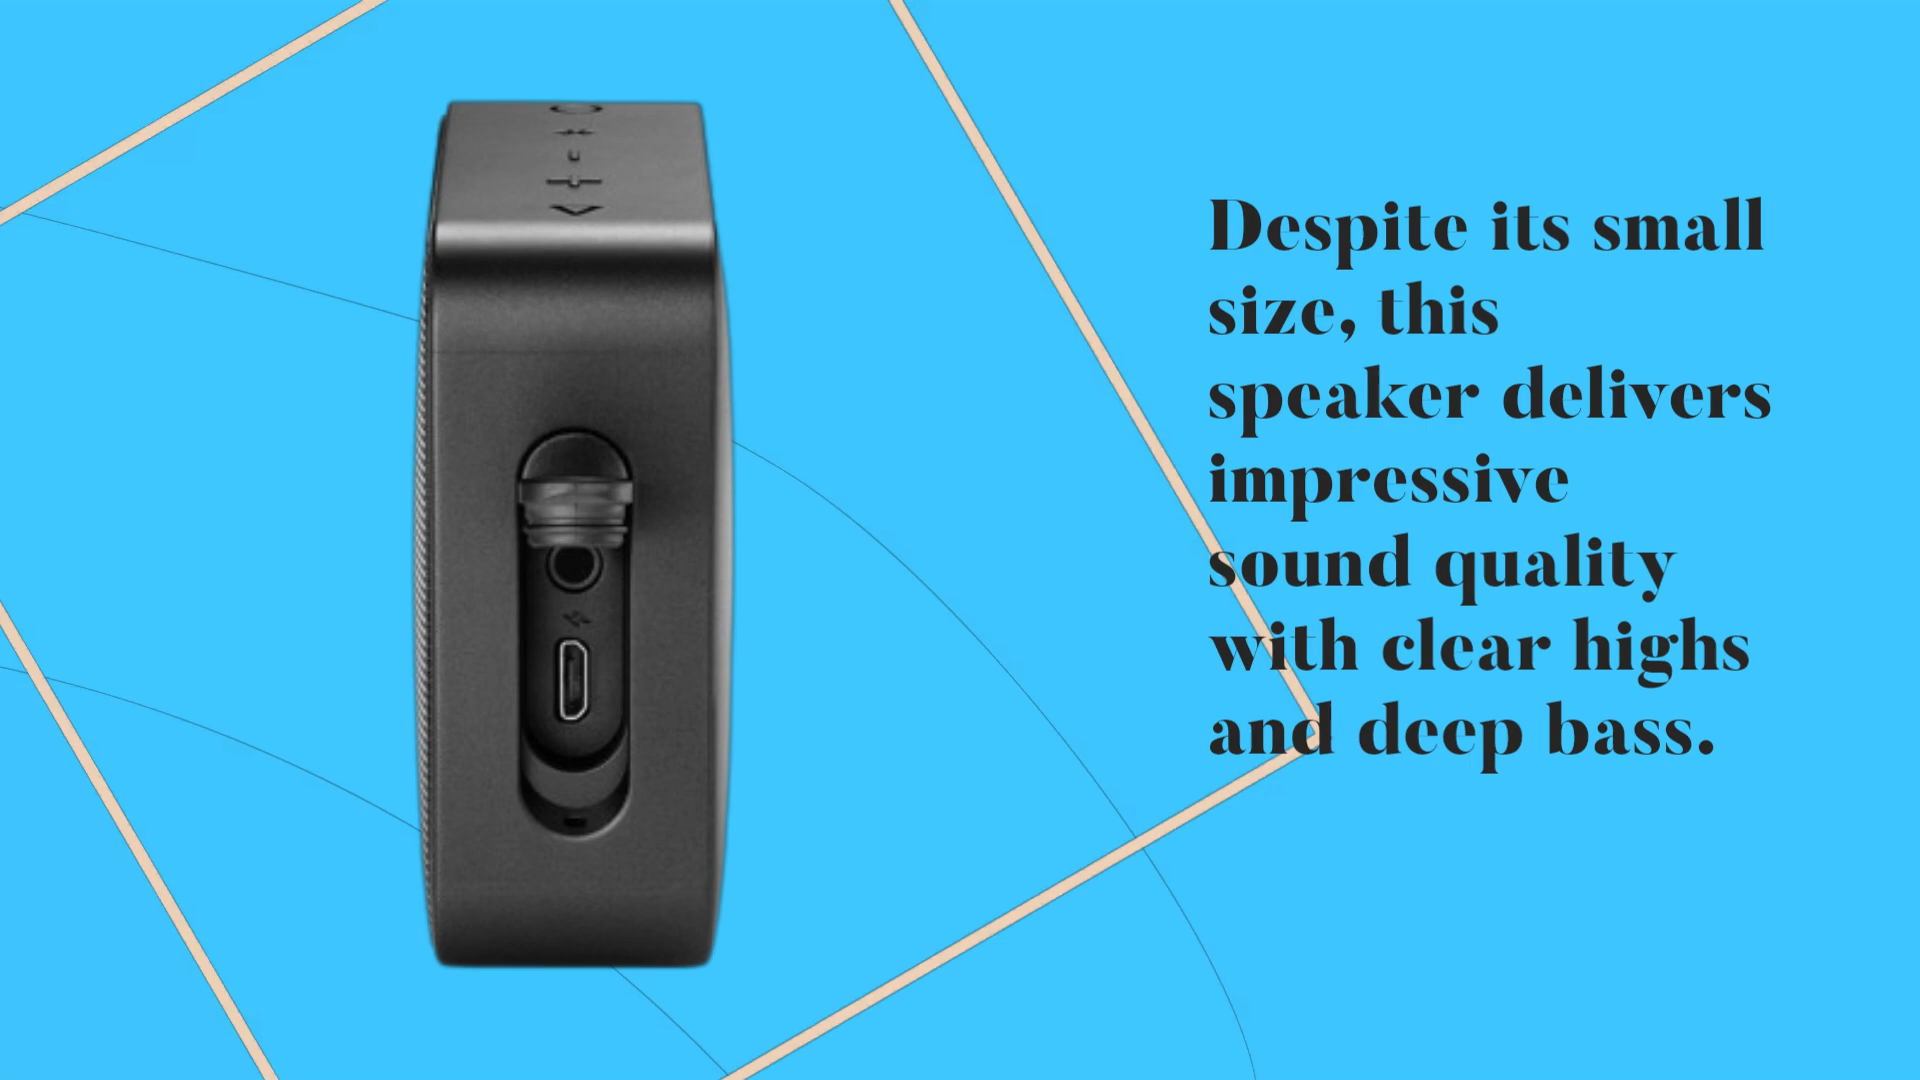 Despite its small
size, this
speaker delivers
impressive
sound quality
with clear highs
and deep bass.